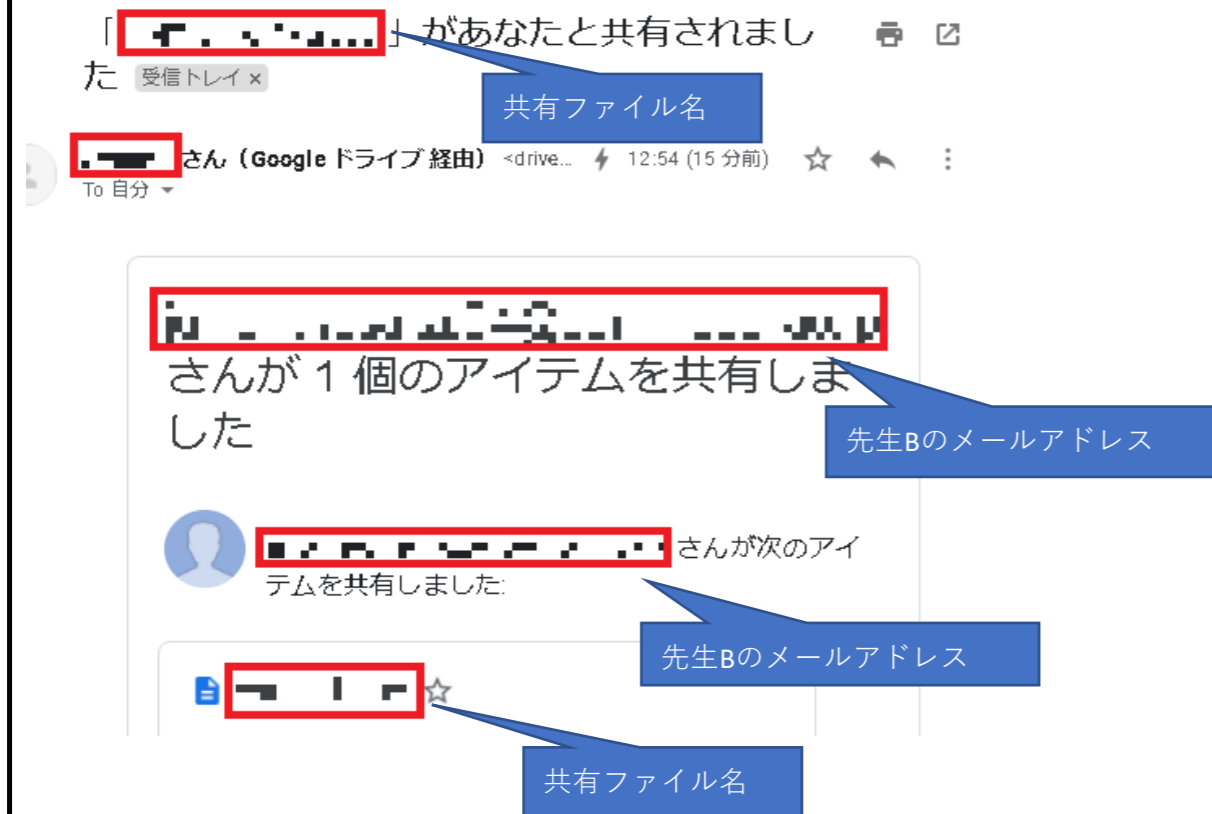 「 」があなたと共有されまし
た 受信トレイ ×
共有ファイル名
さん（Google ドライブ 経由） <drive... 12:54 (15 分前)
To 自分
さんが 1 個のアイテムを共有しま
した
先生Bのメールアドレス
さんが次のアイ
テムを共有しました:
先生Bのメールアドレス
共有ファイル名